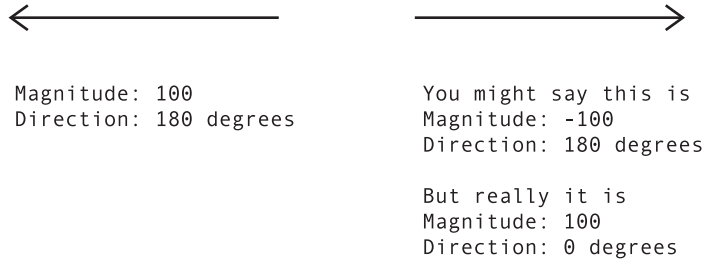 Magnitude: 100
Direction: 180 degrees
You might say this is
Magnitude: -100
Direction: 180 degrees
But really it is
Magnitude: 100
Direction: 0 degrees